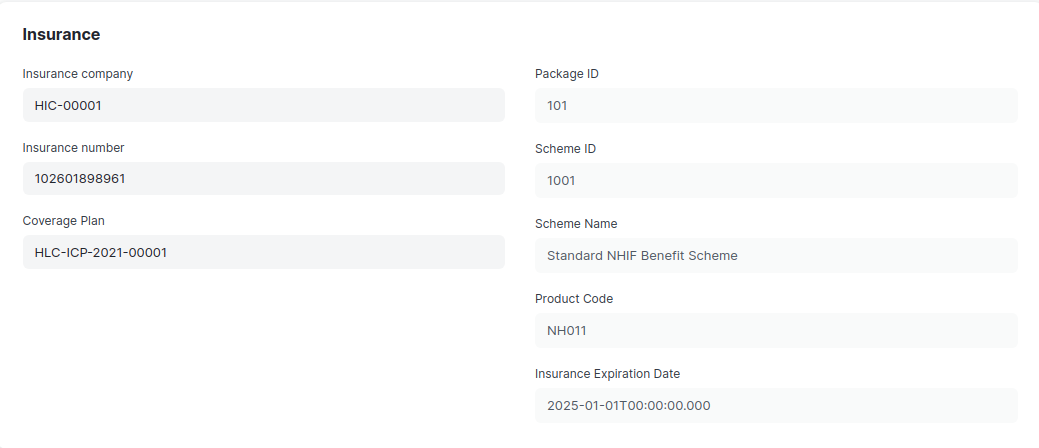 Insurance
Insurance company
HIC-00001
Insurance number
102601898961
Coverage Plan
HLC-ICP-2021-00001
Package ID
101
Scheme ID
1001
Scheme Name
Standard NHIF Benefit Scheme
Product Code
NH011
Insurance Expiration Date
2025-01-01T00:00:00.000